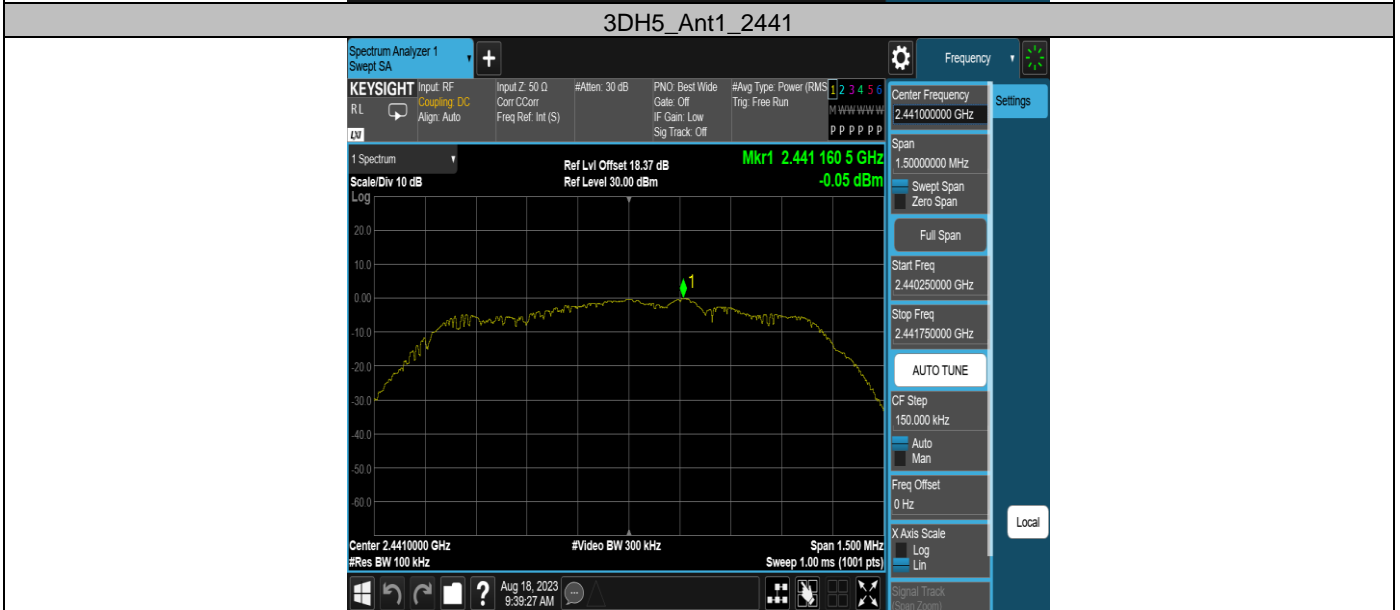 3DH5_Ant1_2441
Spectrum Analyzer 1
Swept SA
+
Frequency
KEYSIGHT Input: RF Input Z: 50 Ω #Atten: 30 dB PNO: Best Wide #Avg Type: Power (RMS 1 2 3 4 5 6
RL Coupling: DC Corr CCorr Gate: Off Trig: Free Run M W W W W W
Align: Auto Freq Ref: Int (S) IF Gain: Low
LXI Sig Track: Off P P P P P P
1 Spectrum
Ref Lvl Offset 18.37 dB
Mkr1 2.441 160 5 GHz
Scale/Div 10 dB
Ref Level 30.00 dBm
-0.05 dBm
Log
20.0
10.0
0.00
-10.0
-20.0
-30.0
-40.0
-50.0
-60.0
1
Center 2.4410000 GHz
#Video BW 300 kHz
Span 1.500 MHz
#Res BW 100 kHz
Sweep 1.00 ms (1001 pts)
Center Frequency
2.441000000 GHz
Settings
Span
1.50000000 MHz
Swept Span
Zero Span
Full Span
Start Freq
2.440250000 GHz
Stop Freq
2.441750000 GHz
AUTO TUNE
CF Step
150.000 kHz
Auto
Man
Freq Offset
0 Hz
X Axis Scale
Log
Lin
Local
Signal Track
(Span Zoom)
?
Aug 18, 2023
9:39:27 AM